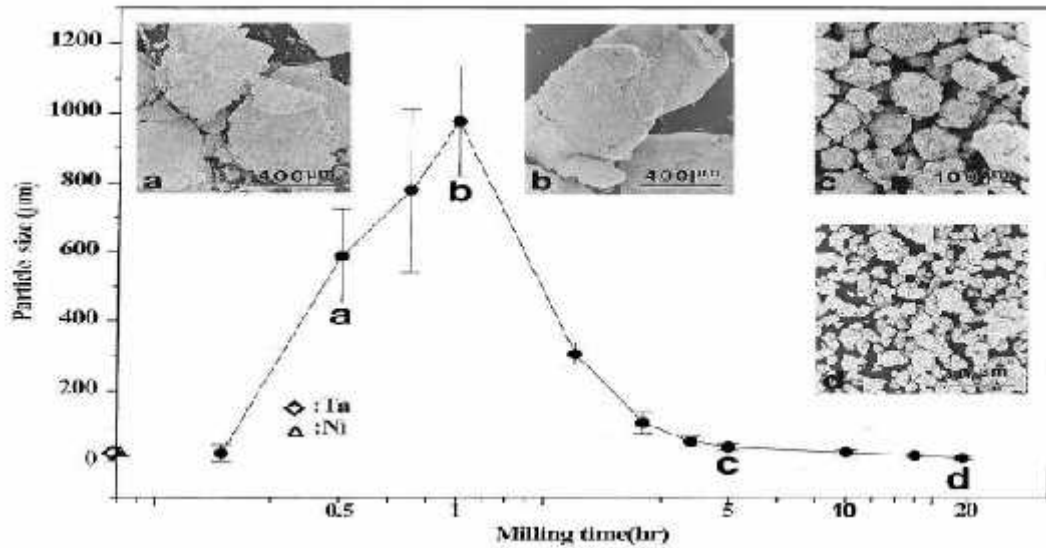 1200
1000
800
600
400
200
0
Particle size (μm)
a
400μm
b
400μm
c
100μm
d
a
b
c
d
:Ta
:Ni
0.5
1
5
10
20
Milling time(hr)